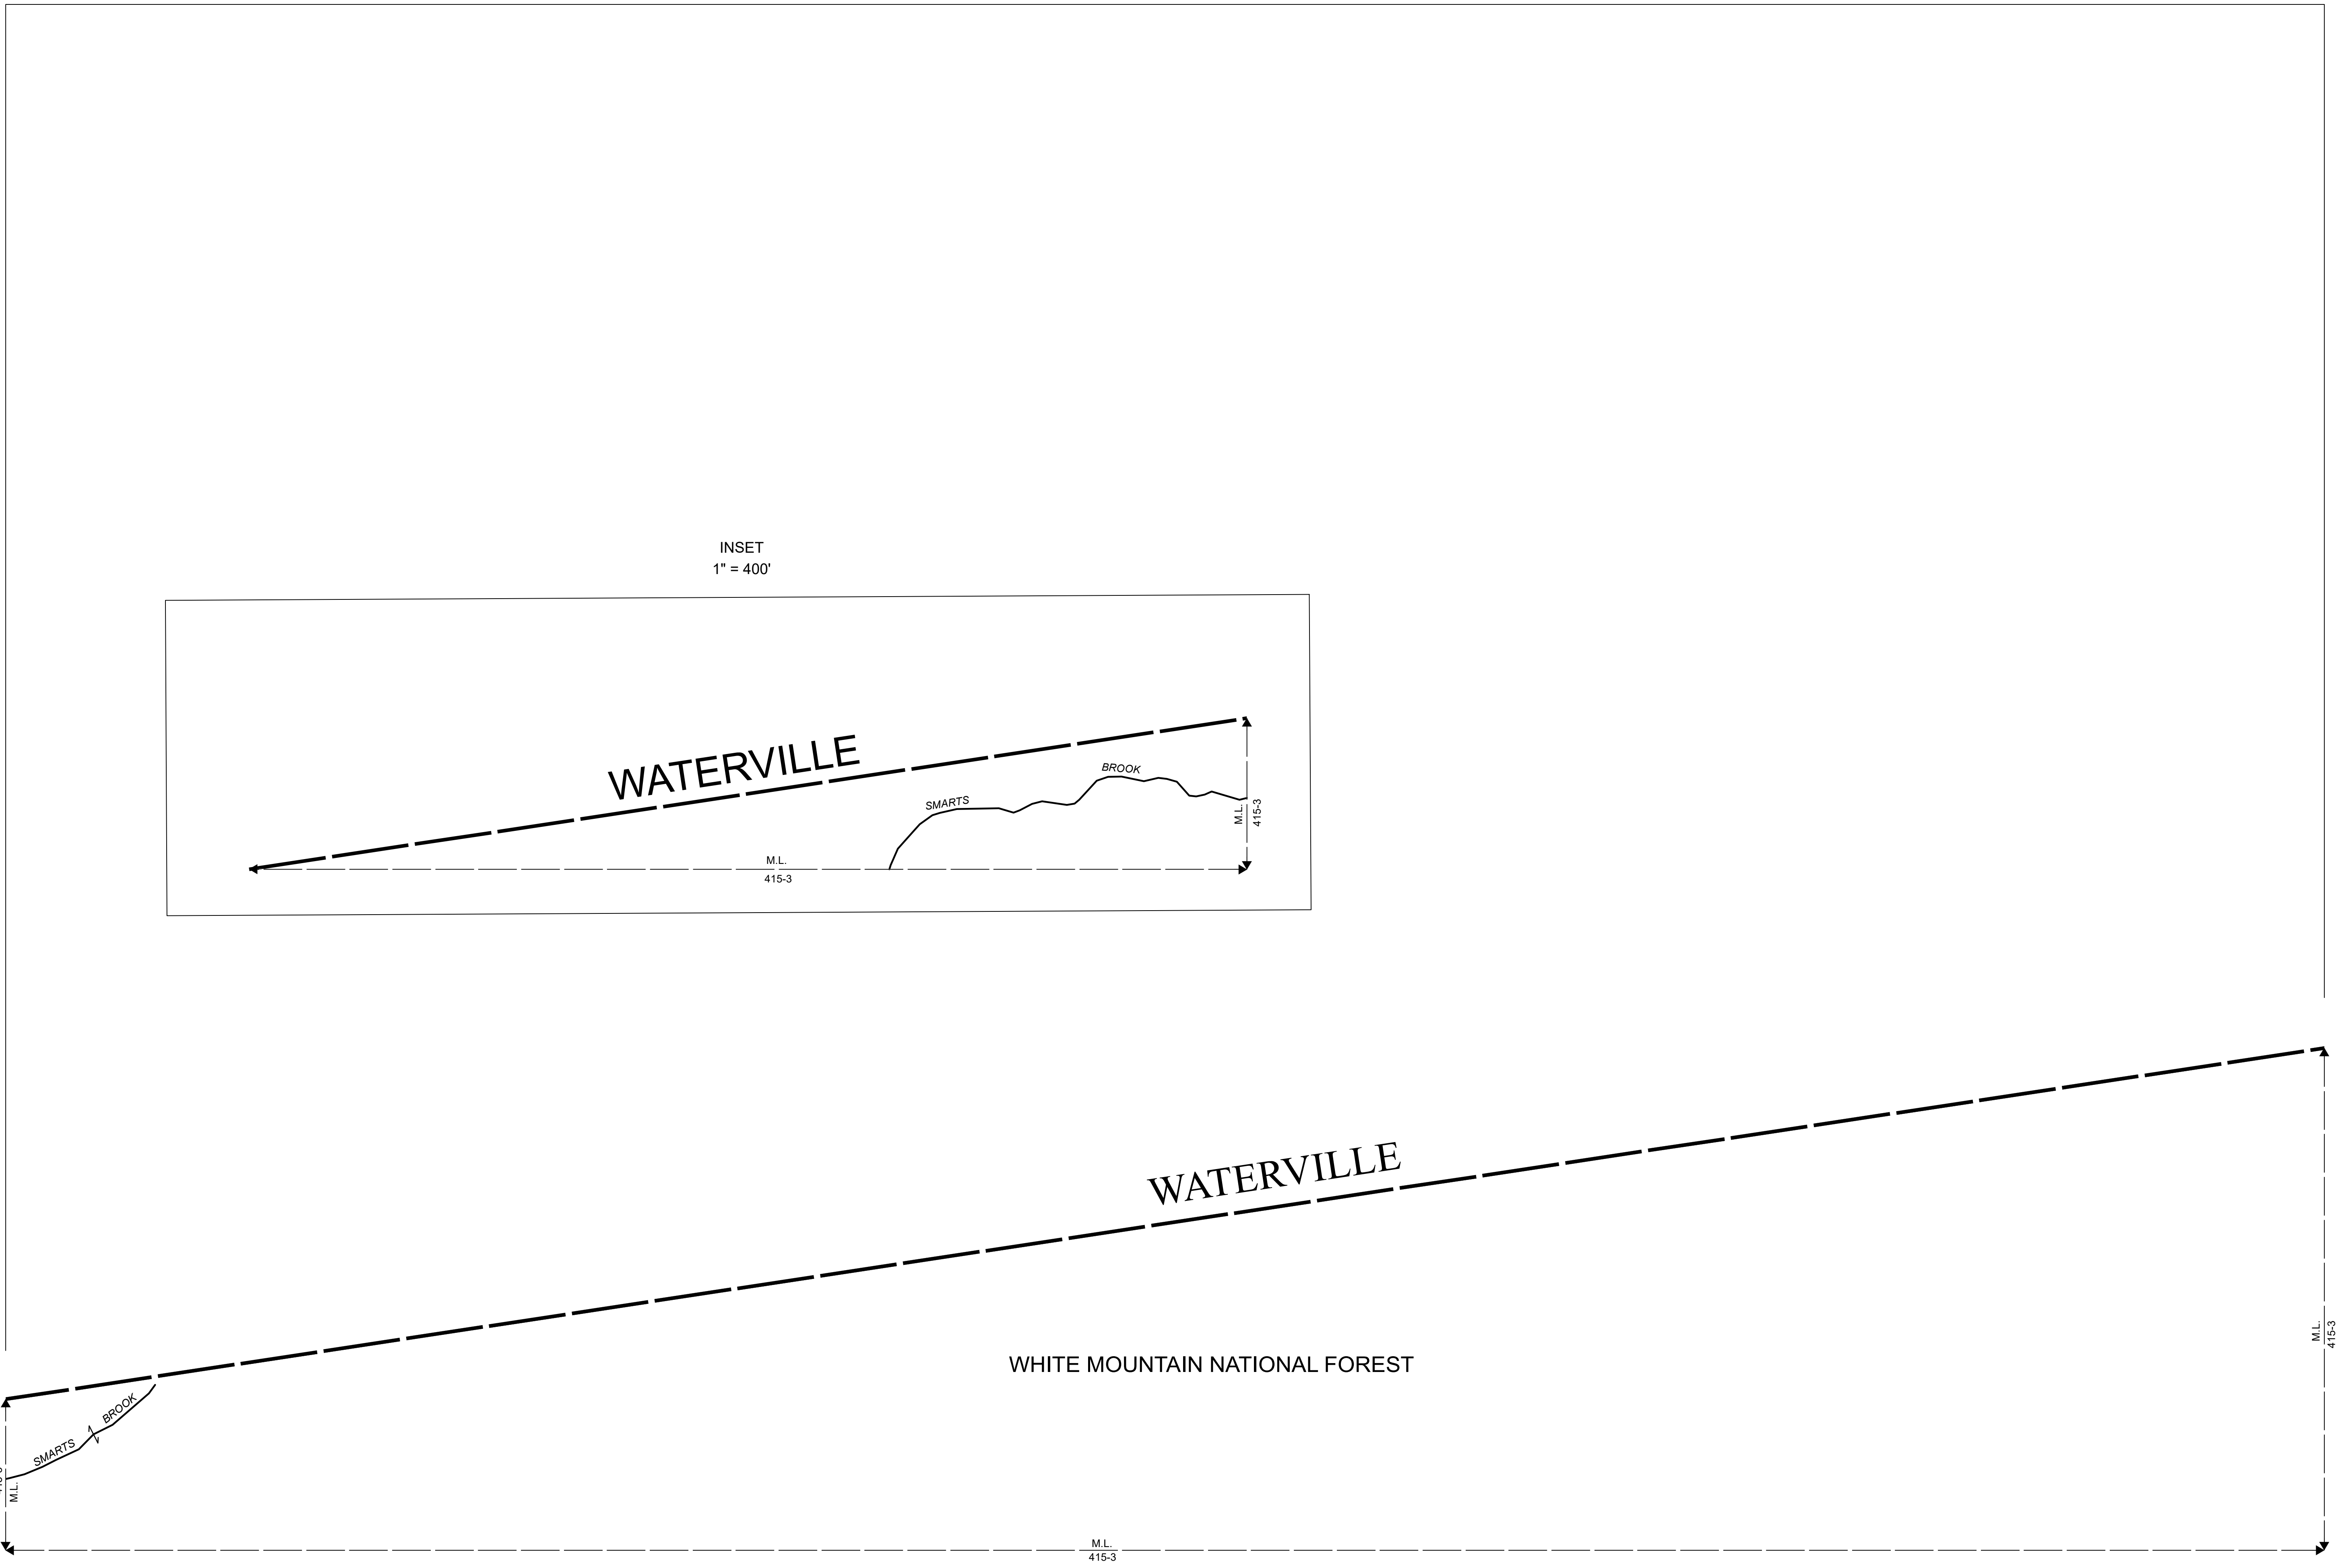 INSET
1" = 400'
WATERVILLE
BROOK
SMARTS
M.L.
415-3
M.L.
415-3
WATERVILLE
WHITE MOUNTAIN NATIONAL FOREST
M.L.
415-3
BROOK
SMARTS
M.L.
M.L.
415-3